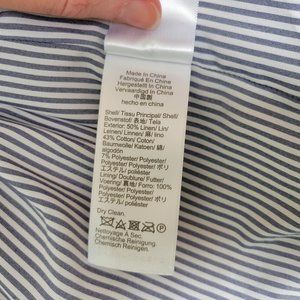 Made In China
Fabriqué En China
Hergestellt In China
Vervaardigd In China
中国製
hecho en china
Shell/ Tissu Principal/ Shell/
Bovenstof/ 表地/ Tela
Exterior: 50% Linen/ Lin/
Leinen/ Linnen/ 麻/ lino
43% Cotton/ Coton/
Baumwolle/ Katoen/ 綿/
algodón
7% Polyester/ Polyester/
Polyester/ Polyester/ ポリ
エステル/ poliéster
Lining/ Doublure/ Futter/
Voering/ 裏地/ Forro: 100%
Polyester/ Polyester/
Polyester/ Polyester/ ポリ
エステル/ poliéster
Dry Clean.
Nettoyage À Sec.
Chemische Reinigung.
Chemisch Reinigen.